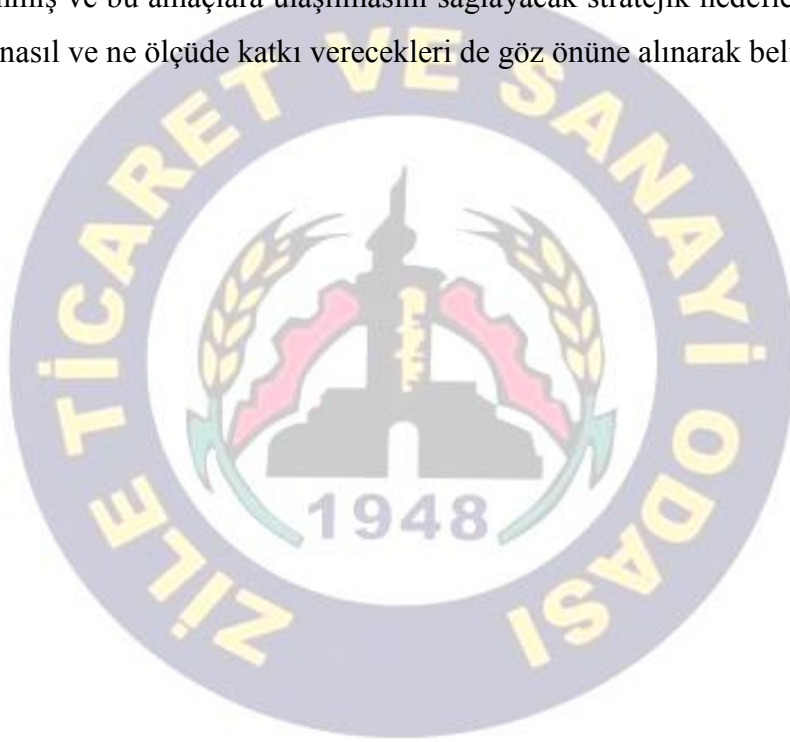 ve bu amaçlara ulaşılmasını sağlayacak stratejik
nasıl ve ne ölçüde katkı verecekleri de göz önüne alınarak
ZİLE TİCARET VE SANAYİ ODASI
1948